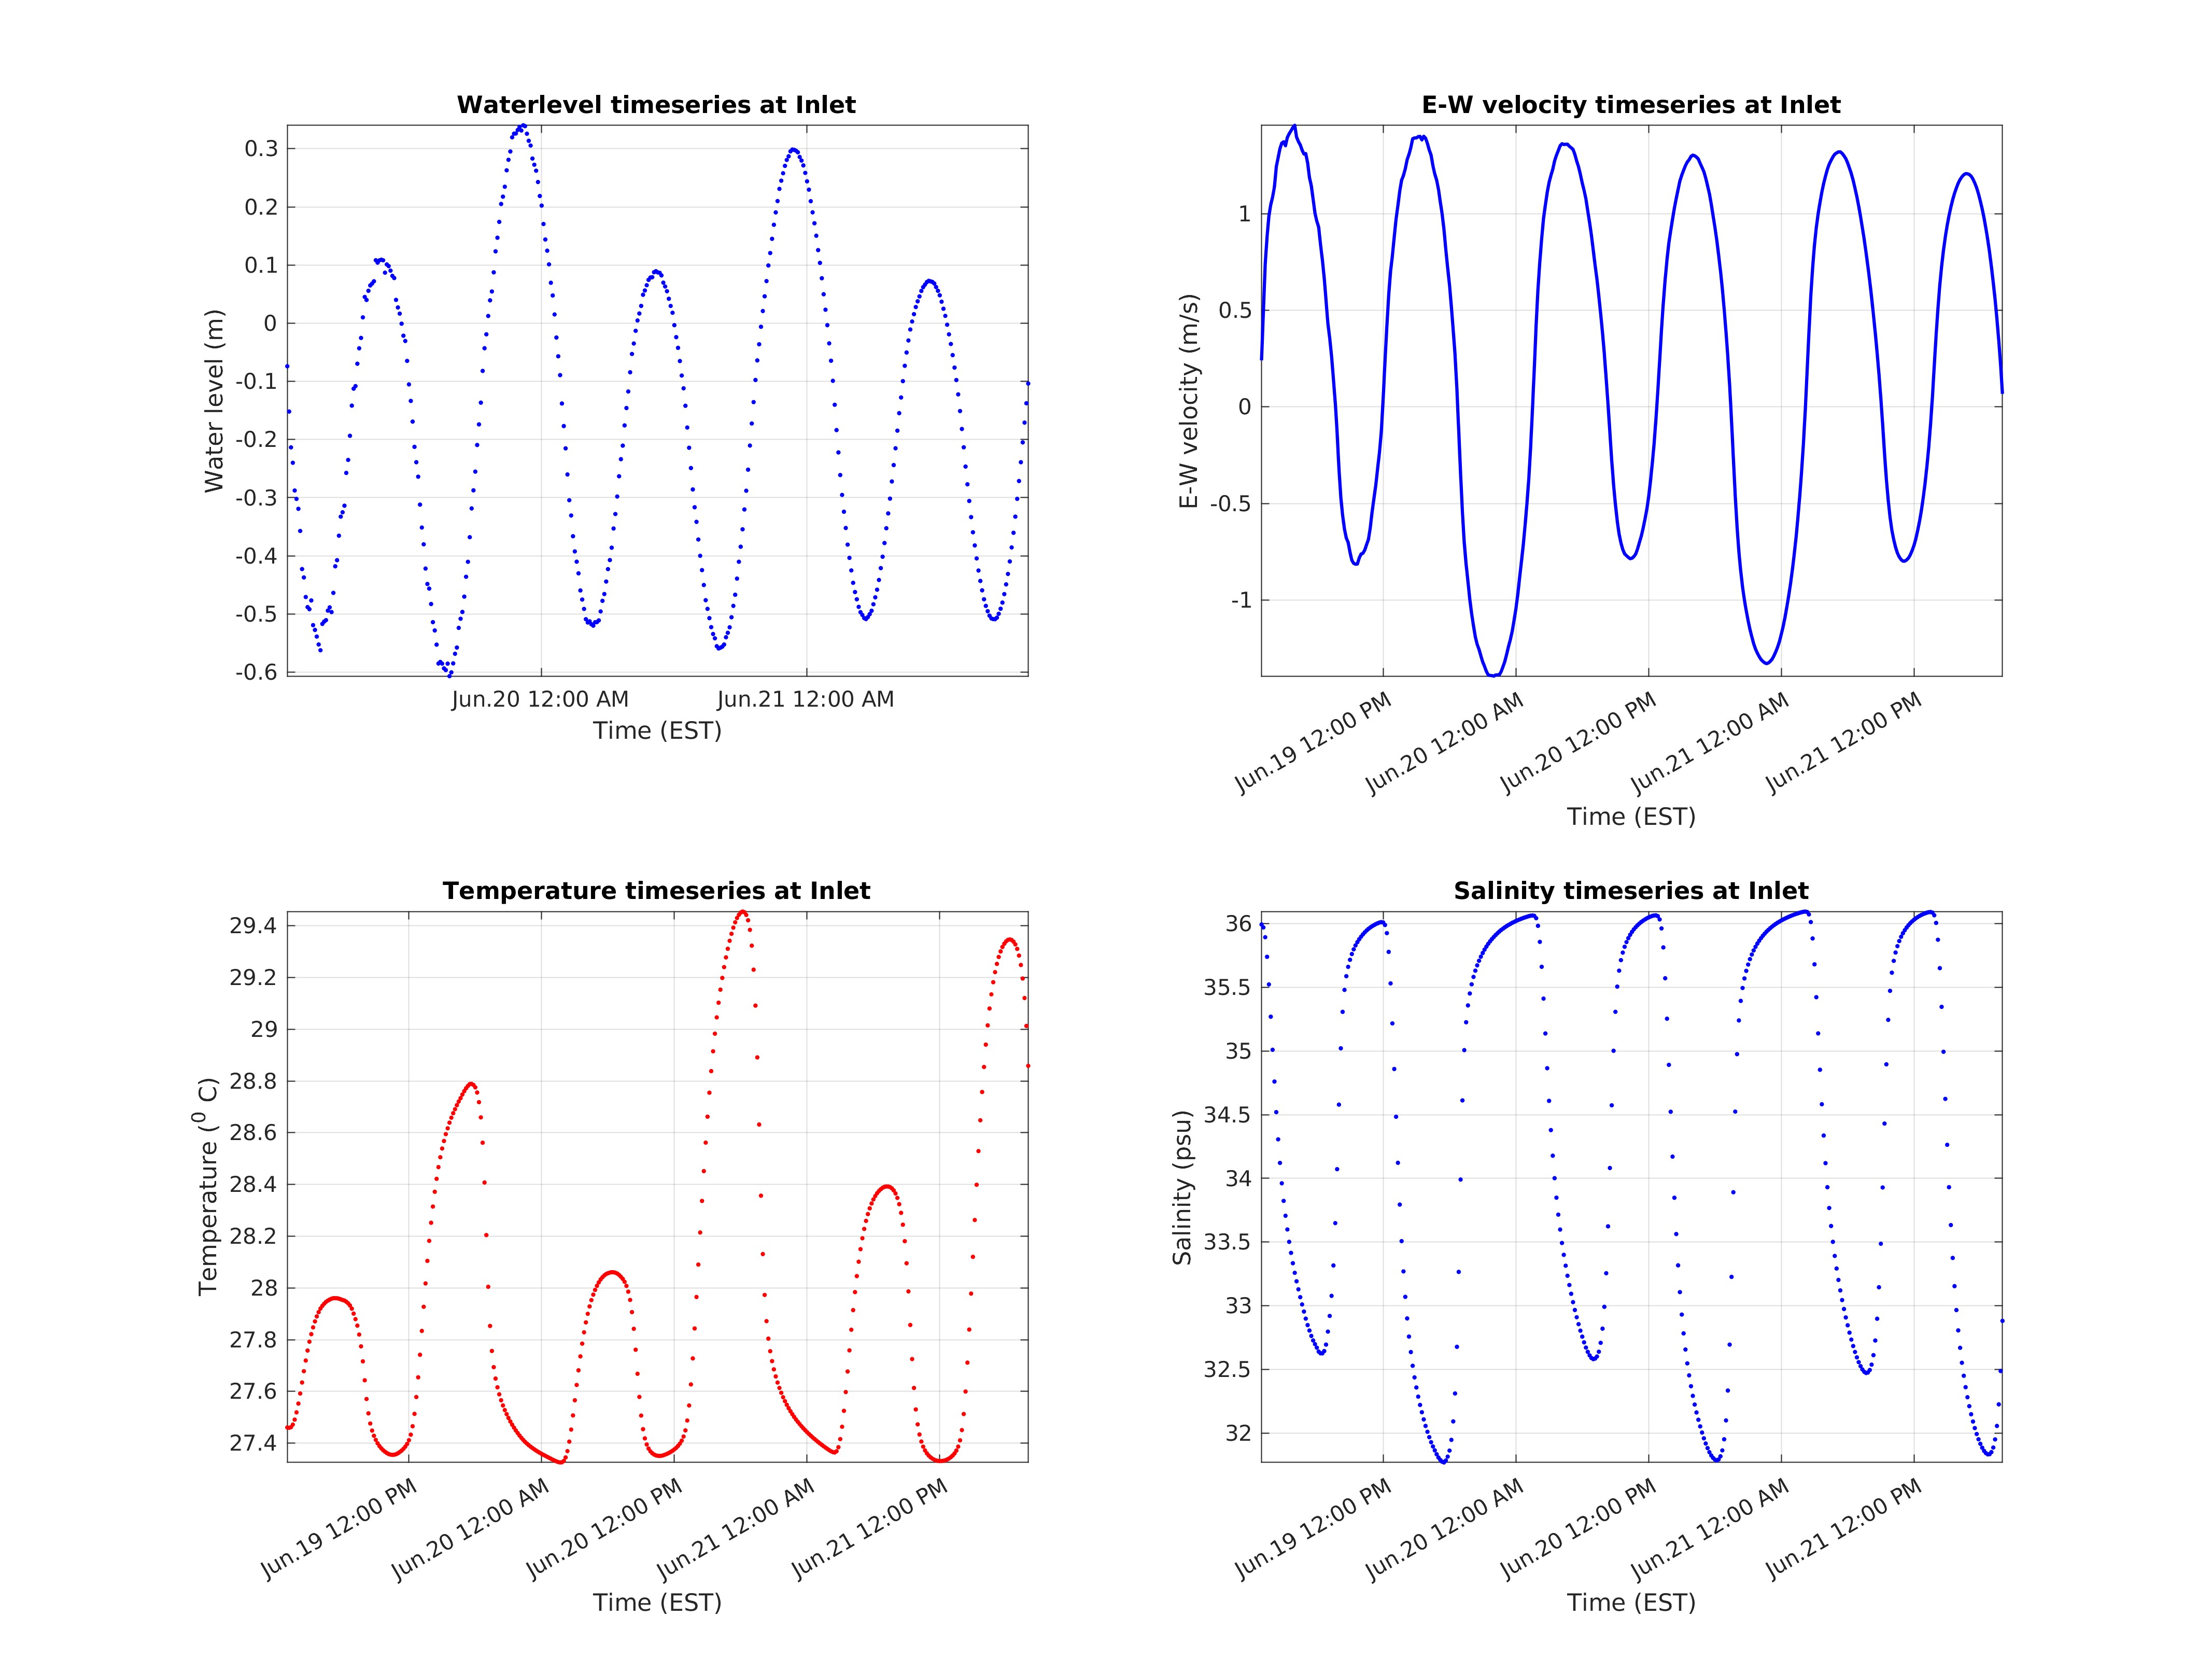 Waterlevel timeseries at Inlet
0.3
0.2
0.1
0
-0.1
-0.2
-0.3
-0.4
-0.5
-0.6
Water level (m)
Jun.20 12:00 AM
Jun.21 12:00 AM
Time (EST)
E-W velocity timeseries at Inlet
1
0.5
0
-0.5
-1
E-W velocity (m/s)
Jun.19 12:00 PM
Jun.20 12:00 AM
Jun.20 12:00 PM
Jun.21 12:00 AM
Jun.21 12:00 PM
Time (EST)
Temperature timeseries at Inlet
29.4
29.2
29
28.8
28.6
28.4
28.2
28
27.8
27.6
27.4
Temperature (⁰ C)
Jun.19 12:00 PM
Jun.20 12:00 AM
Jun.20 12:00 PM
Jun.21 12:00 AM
Jun.21 12:00 PM
Time (EST)
Salinity timeseries at Inlet
36
35.5
35
34.5
34
33.5
33
32.5
32
Salinity (psu)
Jun.19 12:00 PM
Jun.20 12:00 AM
Jun.20 12:00 PM
Jun.21 12:00 AM
Jun.21 12:00 PM
Time (EST)